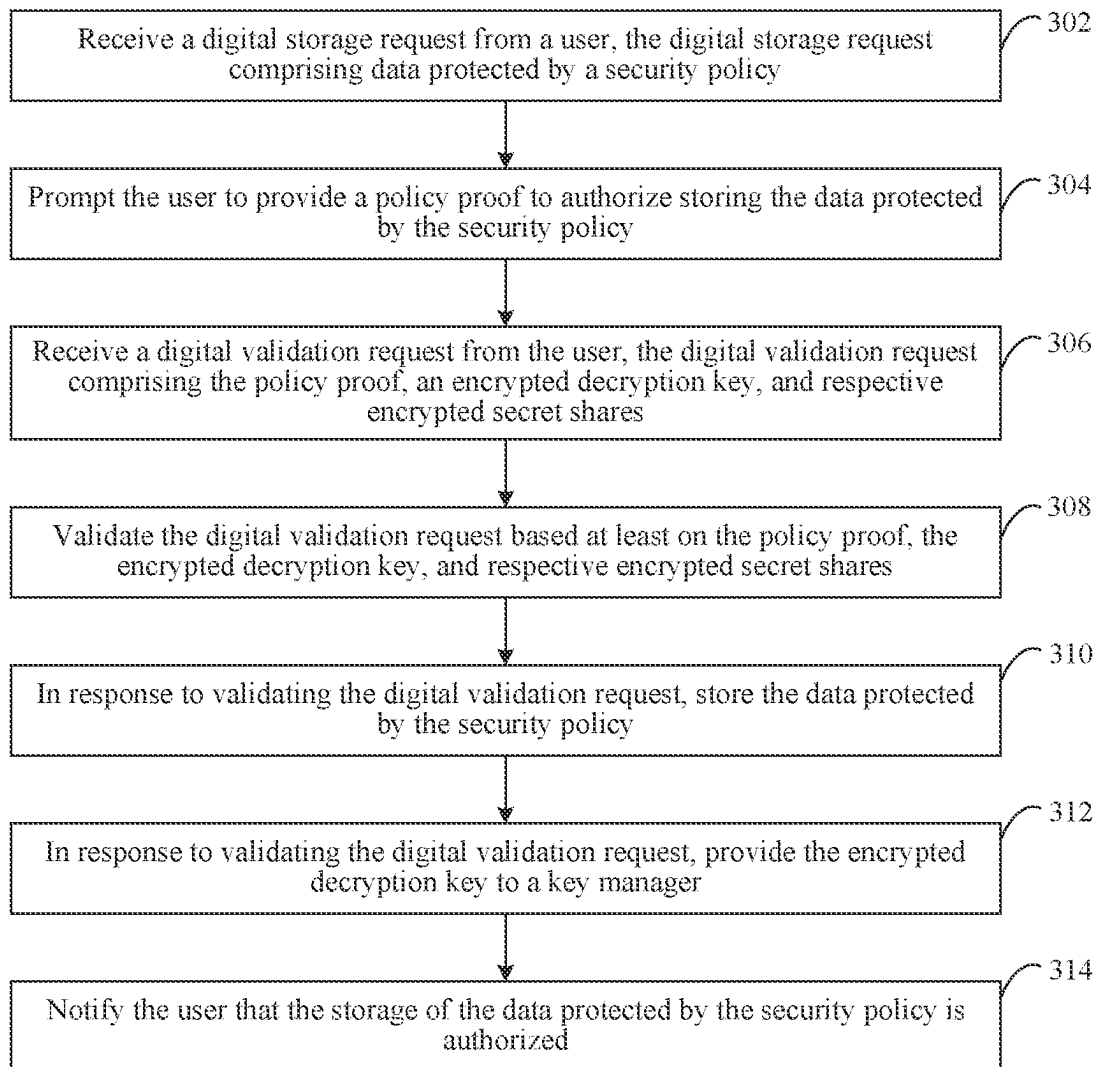 302
Receive a digital storage request from a user, the digital storage request
comprising data protected by a security policy
304
Prompt the user to provide a policy proof to authorize storing the data protected
by the security policy
306
Receive a digital validation request from the user, the digital validation request
comprising the policy proof, an encrypted decryption key, and respective
encrypted secret shares
308
Validate the digital validation request based at least on the policy proof, the
encrypted decryption key, and respective encrypted secret shares
310
In response to validating the digital validation request, store the data protected
by the security policy
312
In response to validating the digital validation request, provide the encrypted
decryption key to a key manager
314
Notify the user that the storage of the data protected by the security policy is
authorized